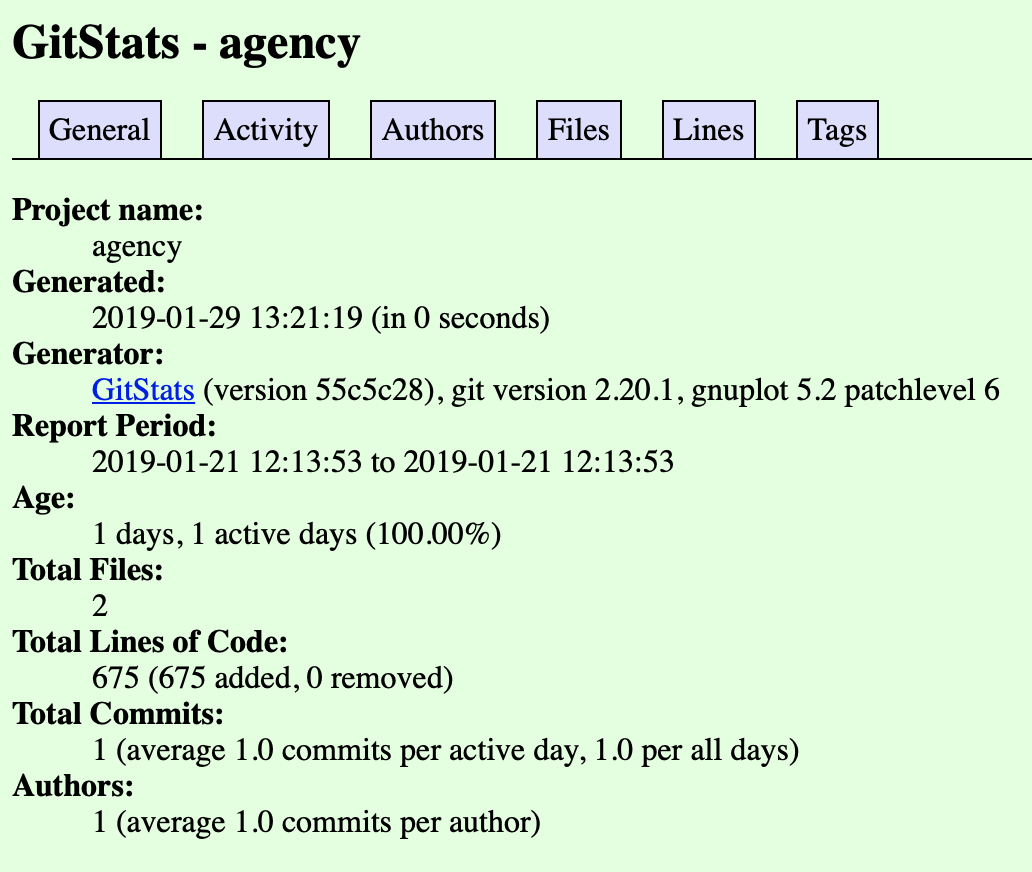 GitStats - agency
General Activity Authors Files Lines Tags
Project name:
agency
Generated:
2019-01-29 13:21:19 (in 0 seconds)
Generator:
GitStats (version 55c5c28), git version 2.20.1, gnuplot 5.2 patchlevel 6
Report Period:
2019-01-21 12:13:53 to 2019-01-21 12:13:53
Age:
1 days, 1 active days (100.00%)
Total Files:
2
Total Lines of Code:
675 (675 added, 0 removed)
Total Commits:
1 (average 1.0 commits per active day, 1.0 per all days)
Authors:
1 (average 1.0 commits per author)